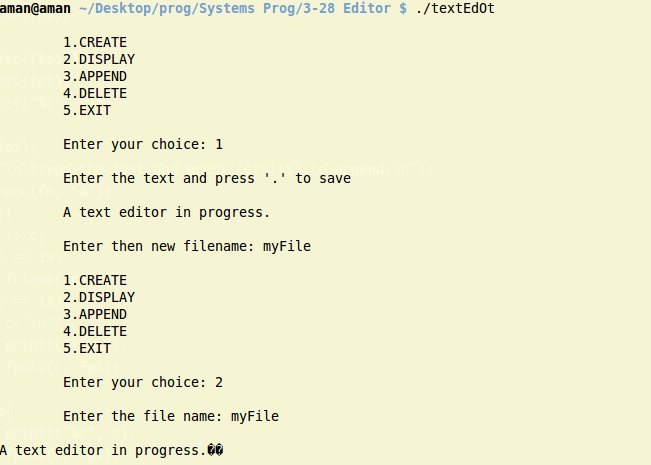 aman@aman ~/Desktop/prog/Systems Prog/3-28 Editor $ ./textEdOt
1.CREATE
2.DISPLAY
3.APPEND
4.DELETE
5.EXIT
Enter your choice: 1
Enter the text and press '.' to save
A text editor in progress.
Enter then new filename: myFile
1.CREATE
2.DISPLAY
3.APPEND
4.DELETE
5.EXIT
Enter your choice: 2
Enter the file name: myFile
A text editor in progress.��